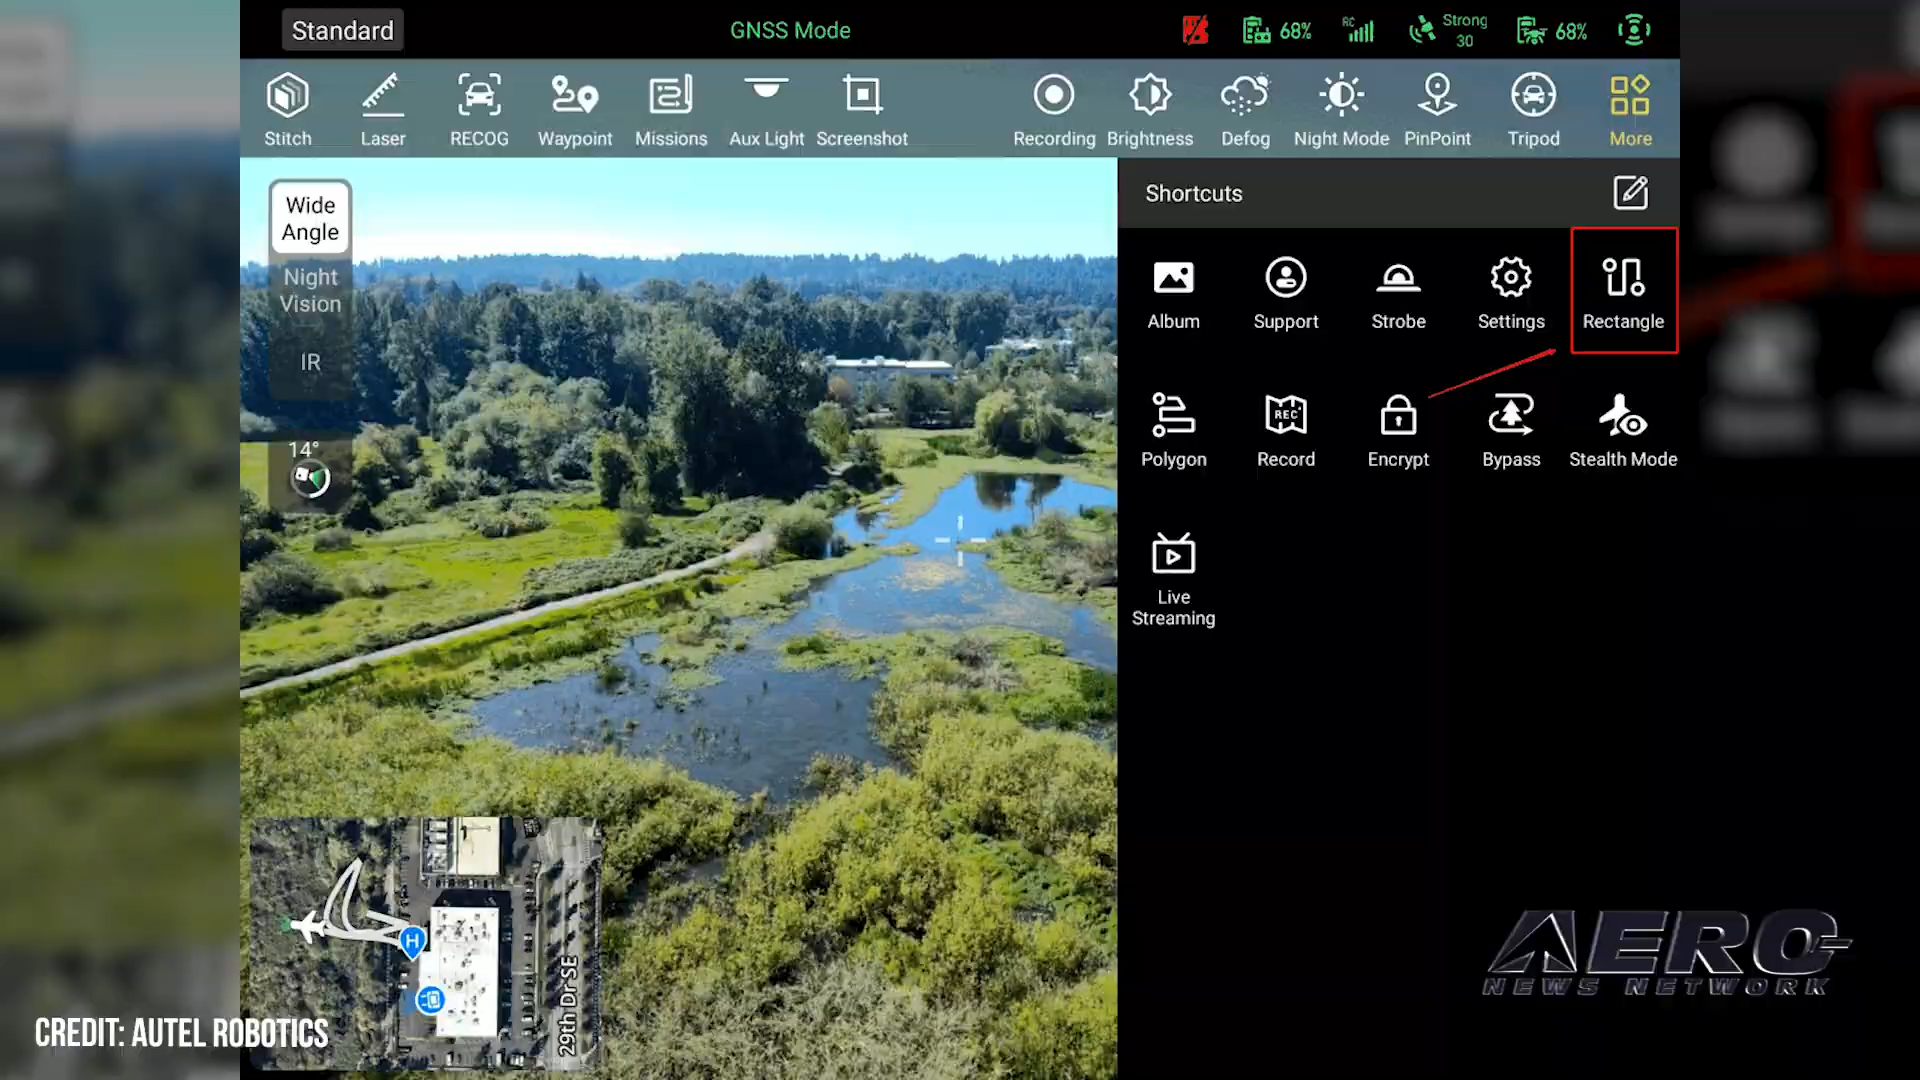 Standard
GNSS Mode
68%
RC
Strong
30
68%
Stitch
Laser
RECOG
Waypoint
Missions
Aux Light
Screenshot
Recording
Brightness
Defog
Night Mode
PinPoint
Tripod
More
Wide
Angle
Night
Vision
IR
14°
Shortcuts
Album
Support
Strobe
Settings
Rectangle
Polygon
REC
Record
Encrypt
Bypass
Stealth Mode
Live
Streaming
H
29th Dr SE
CREDIT: AUTEL ROBOTICS
AERO-
NEWS NETWORK